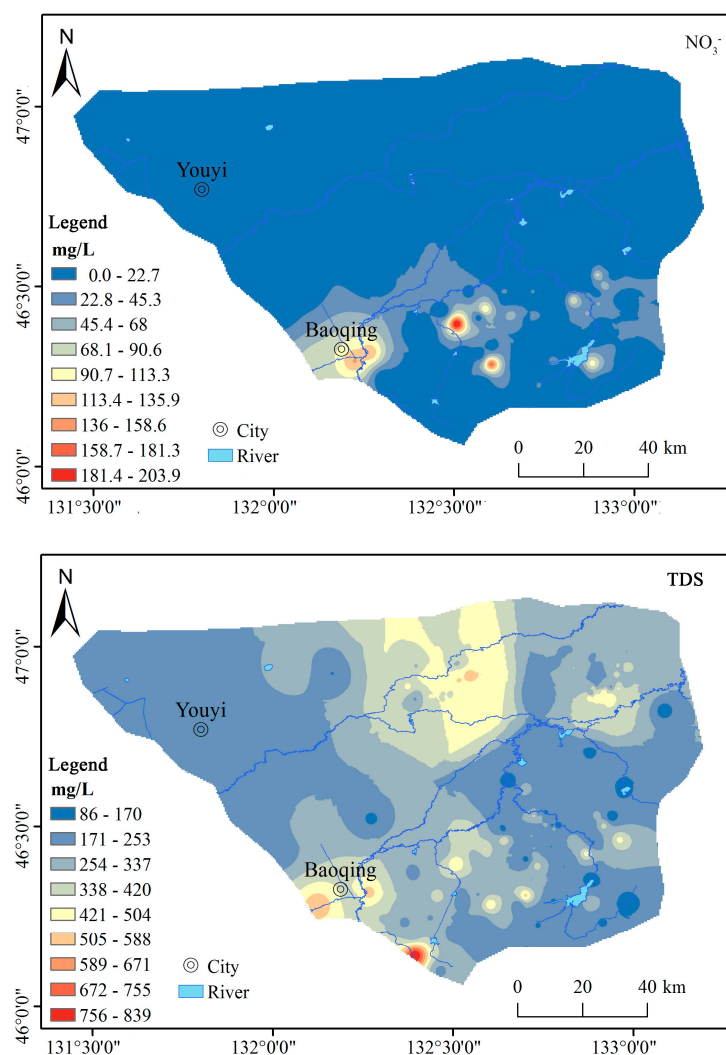 N
NO₃⁻
47°0'0"
Youyi
Legend
mg/L
0.0 - 22.7
22.8 - 45.3
45.4 - 68
68.1 - 90.6
90.7 - 113.3
113.4 - 135.9
136 - 158.6
158.7 - 181.3
181.4 - 203.9
46°30'0"
Baoqing
City
River
0 20 40 km
46°0'0"
131°30'0" 132°0'0" 132°30'0" 133°0'0"
N
TDS
47°0'0"
Youyi
Legend
mg/L
86 - 170
171 - 253
254 - 337
338 - 420
421 - 504
505 - 588
589 - 671
672 - 755
756 - 839
46°30'0"
Baoqing
City
River
0 20 40 km
46°0'0"
131°30'0" 132°0'0" 132°30'0" 133°0'0"